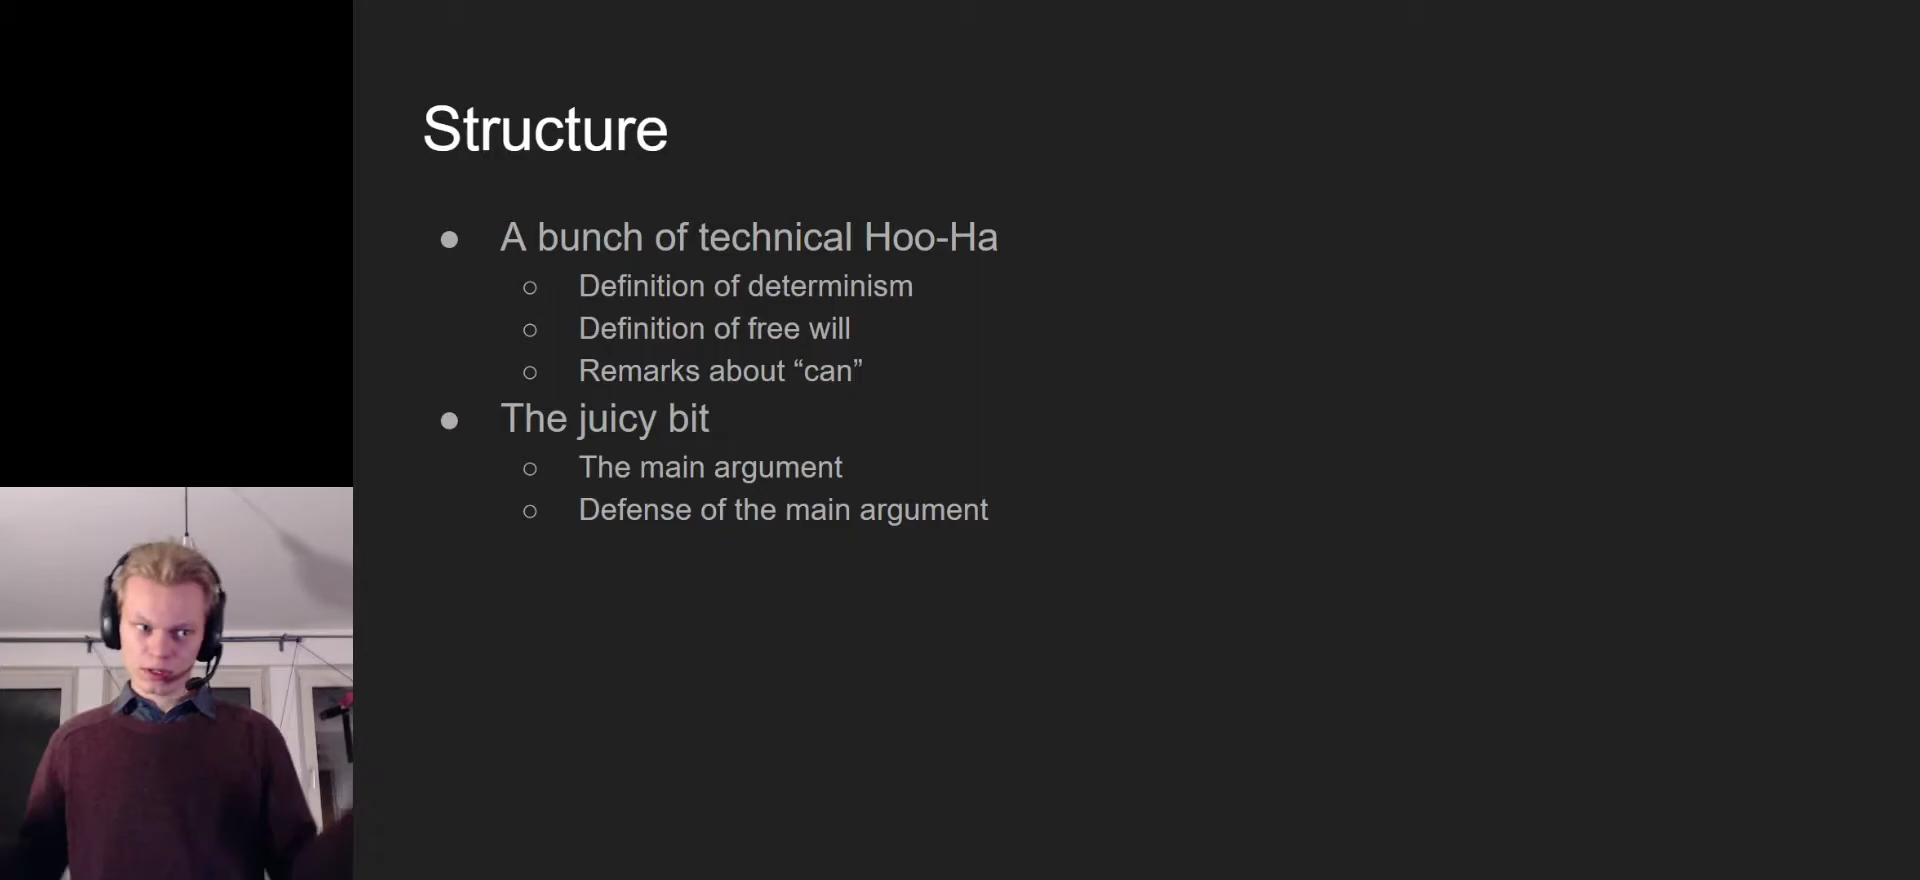 Structure
● A bunch of technical Hoo-Ha
○ Definition of determinism
○ Definition of free will
○ Remarks about “can”
● The juicy bit
○ The main argument
○ Defense of the main argument